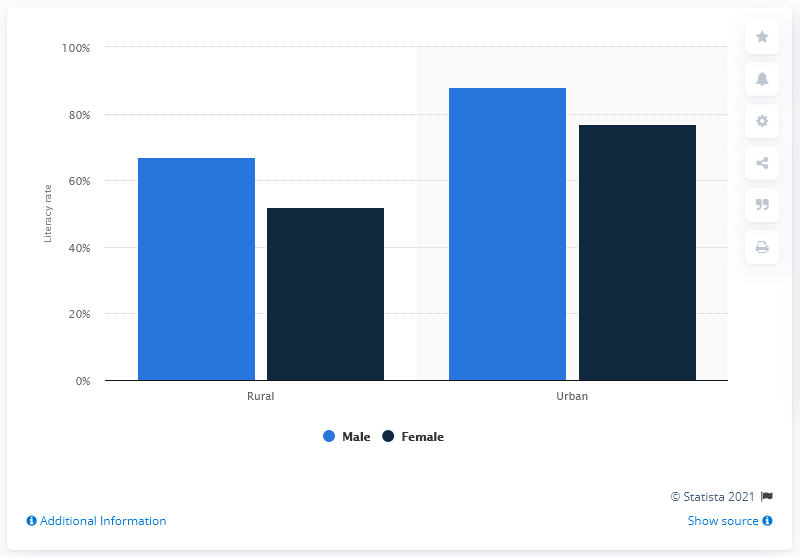 100%
80%
60%
40%
20%
0%
Literacy rate
Rural
Urban
Male
Female
© Statista 2021
Additional Information
Show source